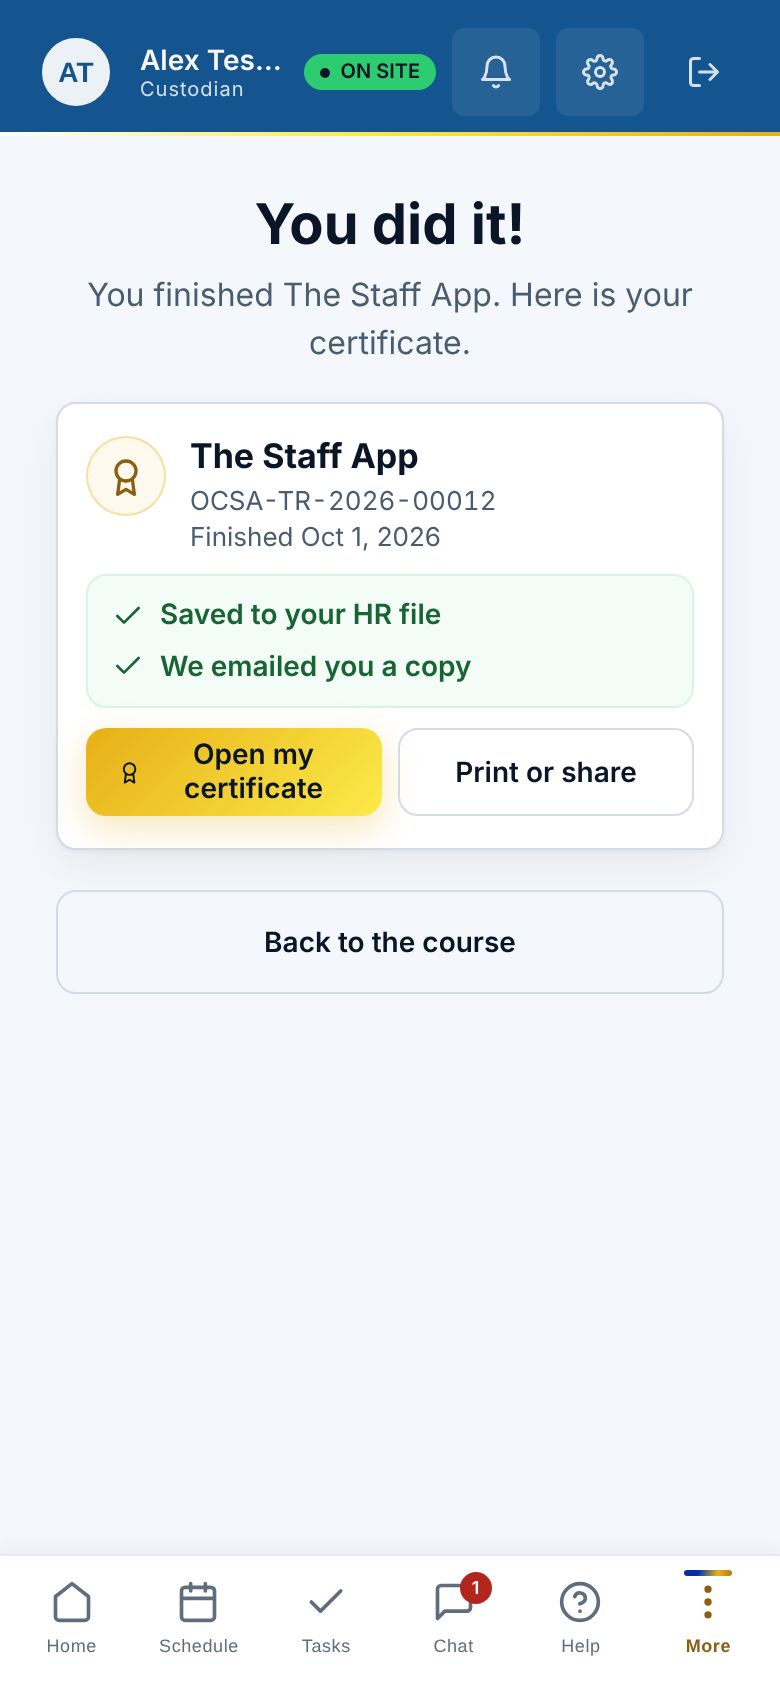 AT
Alex Tes...
Custodian
ON SITE
You did it!
You finished The Staff App. Here is your
certificate.
The Staff App
OCSA-TR-2026-00012
Finished Oct 1, 2026
Saved to your HR file
We emailed you a copy
Open my
certificate
Print or share
Back to the course
1
Home
Schedule
Tasks
Chat
Help
More